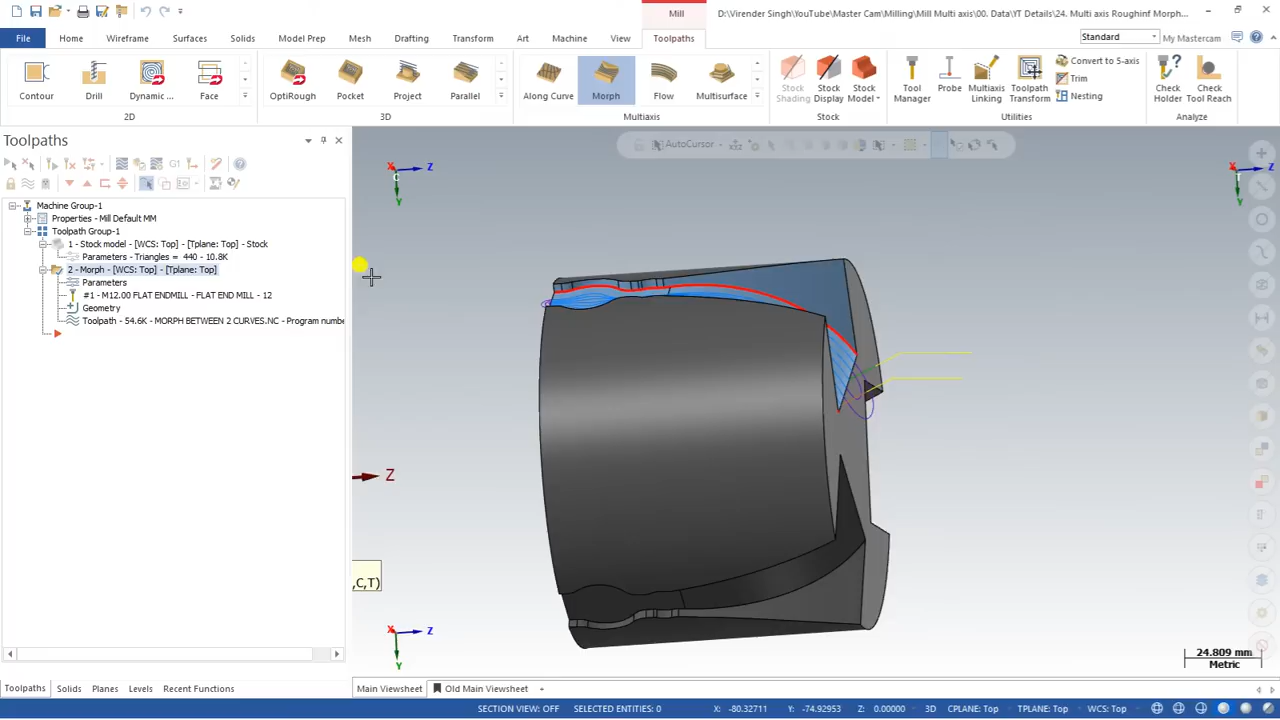 Mill
D:\Virender Singh\YouTube\Master Cam\Milling\Mill Multi axis\00. Data\YT Details\24. Multi axis Roughinf Morph...
File Home Wireframe Surfaces Solids Model Prep Mesh Drafting Transform Art Machine View Toolpaths
Standard My Mastercam
Contour Drill Dynamic ... Face
2D
OptiRough Pocket Project Parallel
3D
Along Curve Morph Flow Multisurface
Multiaxis
Stock Shading Stock Display Stock Model
Stock
Tool Manager Probe Multiaxis Linking Toolpath Transform
Convert to 5-axis
Trim
Nesting
Utilities
Check Holder Check Tool Reach
Analyze
Toolpaths
G1
AutoCursor
Machine Group-1
Properties - Mill Default MM
Toolpath Group-1
1 - Stock model - [WCS: Top] - [Tplane: Top] - Stock
Parameters - Triangles = 440 - 10.8K
2 - Morph - [WCS: Top] - [Tplane: Top]
Parameters
#1 - M12.00 FLAT ENDMILL - FLAT END MILL - 12
Geometry
Toolpath - 54.6K - MORPH BETWEEN 2 CURVES.NC - Program numbe
X Z
C
Y
X Z
T
Y
Z
,C,T)
X Z
Y
24.809 mm
Metric
Toolpaths Solids Planes Levels Recent Functions
Main Viewsheet Old Main Viewsheet +
SECTION VIEW: OFF SELECTED ENTITIES: 0 X: -80.32711 Y: -74.92953 Z: 0.00000 3D CPLANE: Top TPLANE: Top WCS: Top